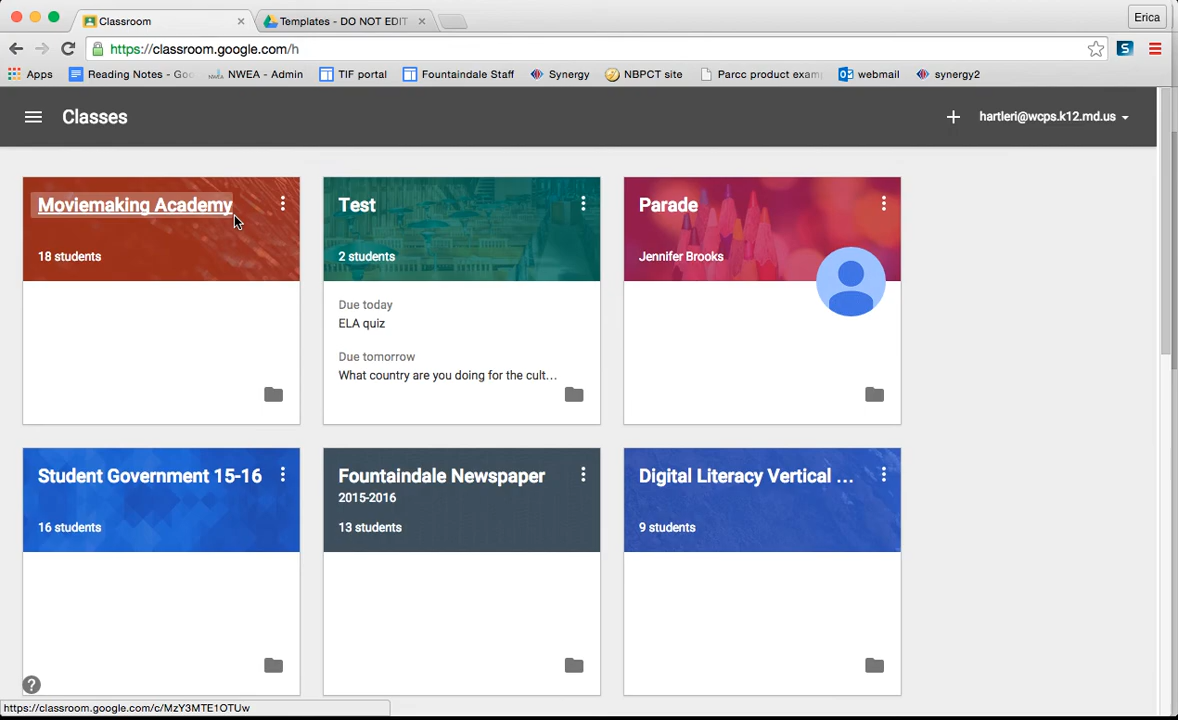 Classroom
Templates - DO NOT EDIT
Erica
https://classroom.google.com/h
S
Apps
Reading Notes - Goo
nwea NWEA - Admin
TIF portal
Fountaindale Staff
Synergy
NBPCT site
Parcc product exam
webmail
synergy2
Classes
+
hartleri@wcps.k12.md.us
Moviemaking Academy
18 students
Test
2 students
Due today
ELA quiz
Due tomorrow
What country are you doing for the cult...
Parade
Jennifer Brooks
Student Government 15-16
16 students
Fountaindale Newspaper
2015-2016
13 students
Digital Literacy Vertical ...
9 students
?
https://classroom.google.com/c/MzY3MTE1OTUw